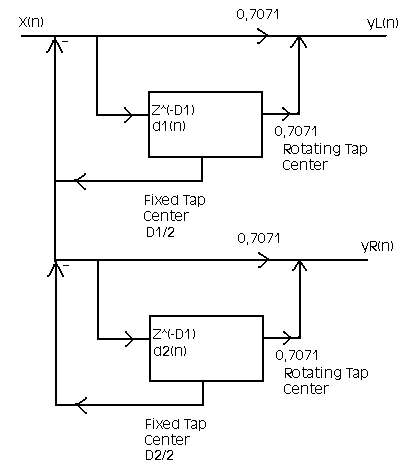 X(n)
0,7071
yL(n)
–
Z^(-D1)
d1(n)
0,7071
Rotating Tap
Center
Fixed Tap
Center
D1/2
0,7071
yR(n)
–
Z^(-D1)
d2(n)
0,7071
Rotating Tap
Center
Fixed Tap
Center
D2/2